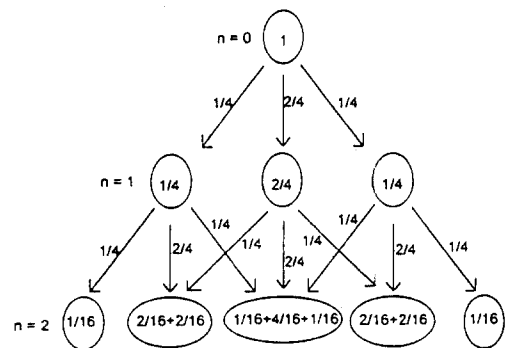 n = 0 1
1/4 2/4 1/4
n = 1 1/4 2/4 1/4
1/4 2/4 1/4 1/4 2/4 1/4 1/4 2/4 1/4
n = 2 1/16 2/16+2/16 1/16+4/16+1/16 2/16+2/16 1/16